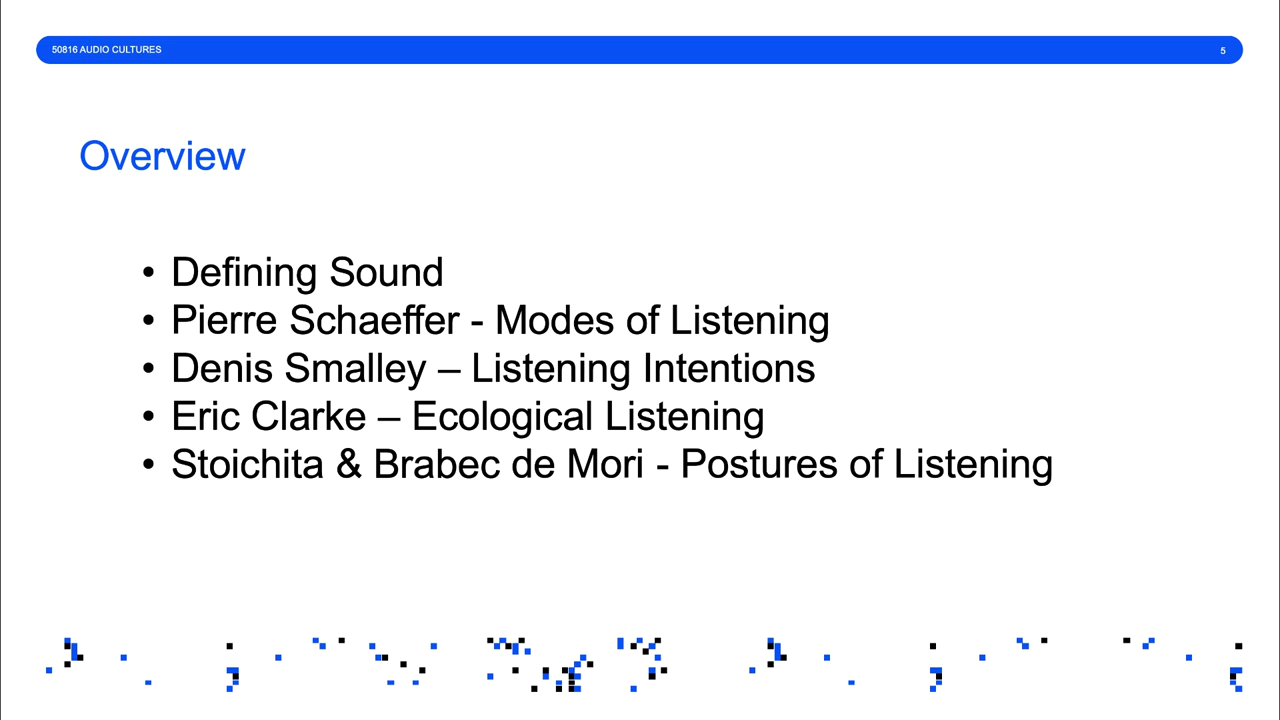 50816 AUDIO CULTURES 5
Overview
• Defining Sound
• Pierre Schaeffer - Modes of Listening
• Denis Smalley – Listening Intentions
• Eric Clarke – Ecological Listening
• Stoichita & Brabec de Mori - Postures of Listening